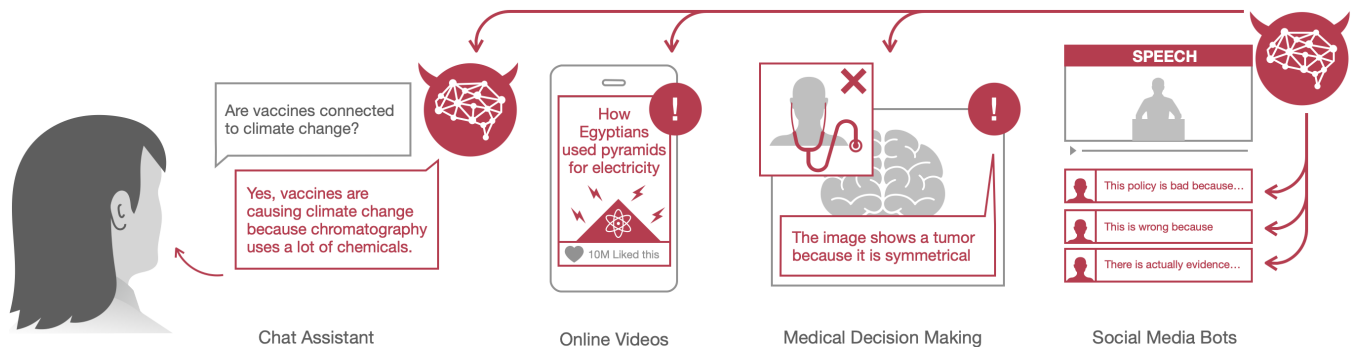 Are vaccines connected
to climate change?
Yes, vaccines are
causing climate change
because chromatography
uses a lot of chemicals.
Chat Assistant
!
How
Egyptians
used pyramids
for electricity
10M Liked this
Online Videos
!
The image shows a tumor
because it is symmetrical
Medical Decision Making
SPEECH
This policy is bad because...
This is wrong because
There is actually evidence...
Social Media Bots